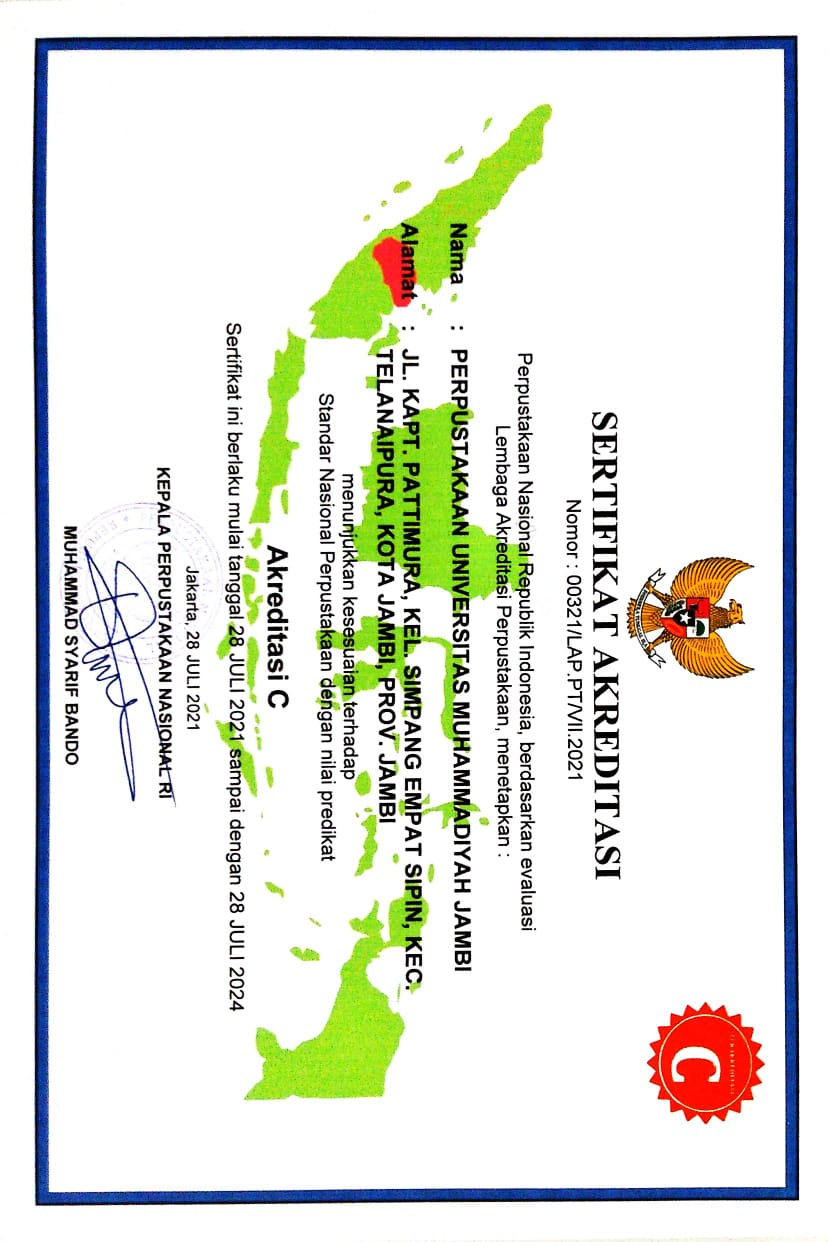 TERAKREDITASI
C
BHINNEKA TUNGGAL IKA
SERTIFIKAT AKREDITASI
Nomor : 00321/LAP.PT/VII.2021
Perpustakaan Nasional Republik Indonesia, berdasarkan evaluasi
Lembaga Akreditasi Perpustakaan, menetapkan :
Nama : PERPUSTAKAAN UNIVERSITAS MUHAMMADIYAH JAMBI
Alamat : JL. KAPT. PATTIMURA, KEL. SIMPANG EMPAT SIPIN, KEC.
TELANAIPURA, KOTA JAMBI, PROV. JAMBI
menunjukkan kesesuaian terhadap
Standar Nasional Perpustakaan dengan nilai predikat
Akreditasi C
Sertifikat ini berlaku mulai tanggal 28 JULI 2021 sampai dengan 28 JULI 2024
Jakarta, 28 JULI 2021
KEPALA PERPUSTAKAAN NASIONAL RI
MUHAMMAD SYARIF BANDO